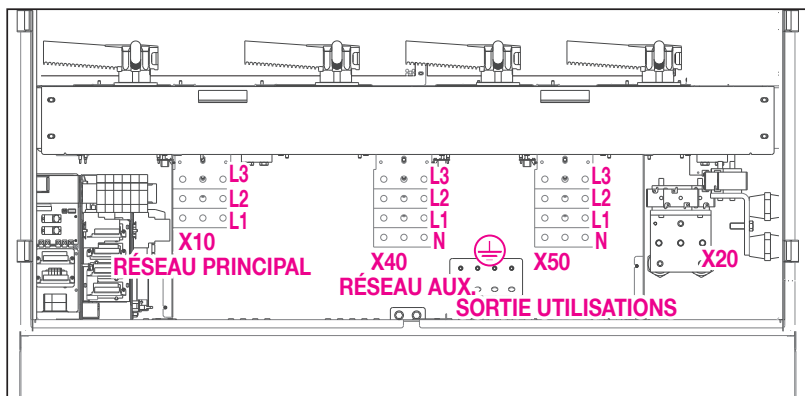 L3
L2
L1
X10
RÉSEAU PRINCIPAL
L3
L2
L1
N
X40
RÉSEAU AUX.
L3
L2
L1
N
X50
SORTIE UTILISATIONS
X20